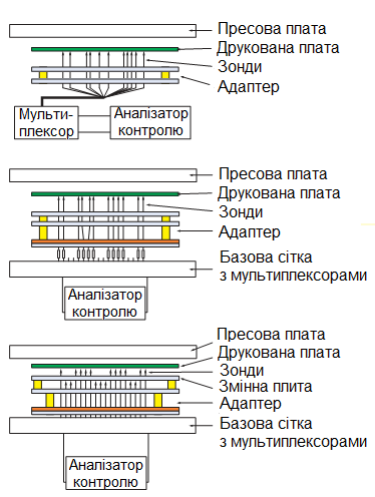 Пресова плата
Друкована плата
Зонди
Адаптер
Мульти-
плексор
Аналізатор
контролю
Пресова плата
Друкована плата
Зонди
Адаптер
Базова сітка
з мультиплексорами
Аналізатор
контролю
Пресова плата
Друкована плата
Зонди
Змінна плита
Адаптер
Базова сітка
з мультиплексорами
Аналізатор
контролю